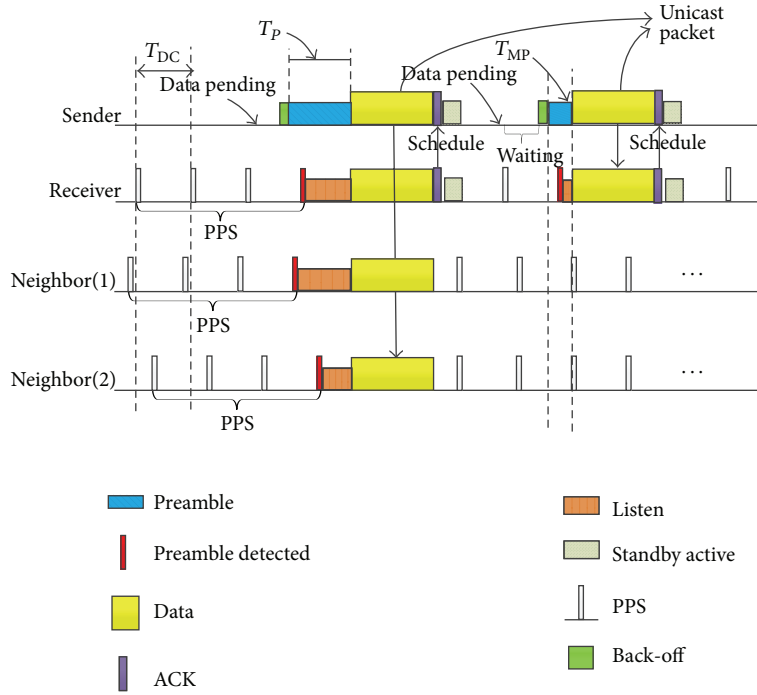 Unicast
packet
T_P
T_MP
T_DC
Data pending
Data pending
Sender
Schedule
Waiting
Schedule
Receiver
PPS
Neighbor(1)
...
PPS
Neighbor(2)
...
PPS
Preamble
Preamble detected
Data
ACK
Listen
Standby active
PPS
Back-off